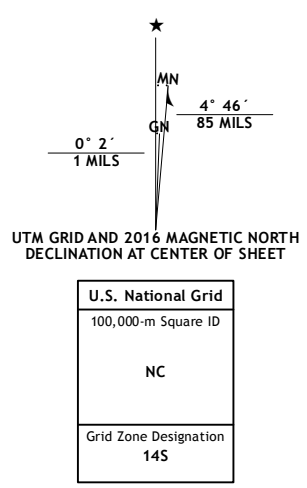 ★
MN
4° 46´
85 MILS
GN
0° 2´
1 MILS
UTM GRID AND 2016 MAGNETIC NORTH
DECLINATION AT CENTER OF SHEET
U.S. National Grid
100,000-m Square ID
NC
Grid Zone Designation
14S